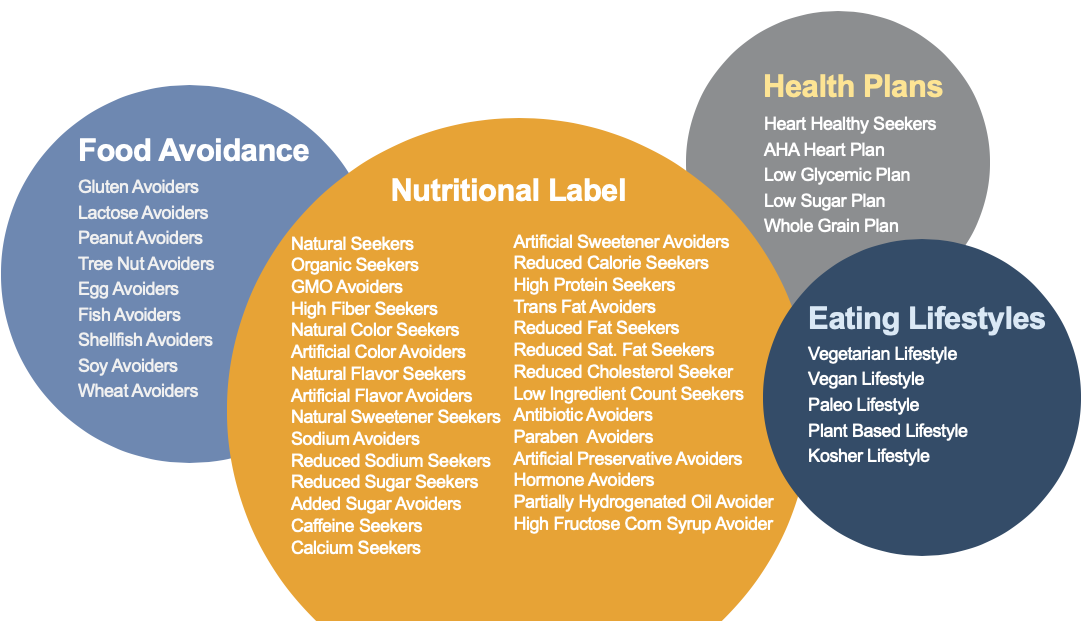 Food Avoidance
Gluten Avoiders
Lactose Avoiders
Peanut Avoiders
Tree Nut Avoiders
Egg Avoiders
Fish Avoiders
Shellfish Avoiders
Soy Avoiders
Wheat Avoiders
Nutritional Label
Natural Seekers
Organic Seekers
GMO Avoiders
High Fiber Seekers
Natural Color Seekers
Artificial Color Avoiders
Natural Flavor Seekers
Artificial Flavor Avoiders
Natural Sweetener Seekers
Sodium Avoiders
Reduced Sodium Seekers
Reduced Sugar Seekers
Added Sugar Avoiders
Caffeine Seekers
Calcium Seekers
Artificial Sweetener Avoiders
Reduced Calorie Seekers
High Protein Seekers
Trans Fat Avoiders
Reduced Fat Seekers
Reduced Sat. Fat Seekers
Reduced Cholesterol Seeker
Low Ingredient Count Seekers
Antibiotic Avoiders
Paraben  Avoiders
Artificial Preservative Avoiders
Hormone Avoiders
Partially Hydrogenated Oil Avoider
High Fructose Corn Syrup Avoider
Health Plans
Heart Healthy Seekers
AHA Heart Plan
Low Glycemic Plan
Low Sugar Plan
Whole Grain Plan
Eating Lifestyles
Vegetarian Lifestyle
Vegan Lifestyle
Paleo Lifestyle
Plant Based Lifestyle
Kosher Lifestyle